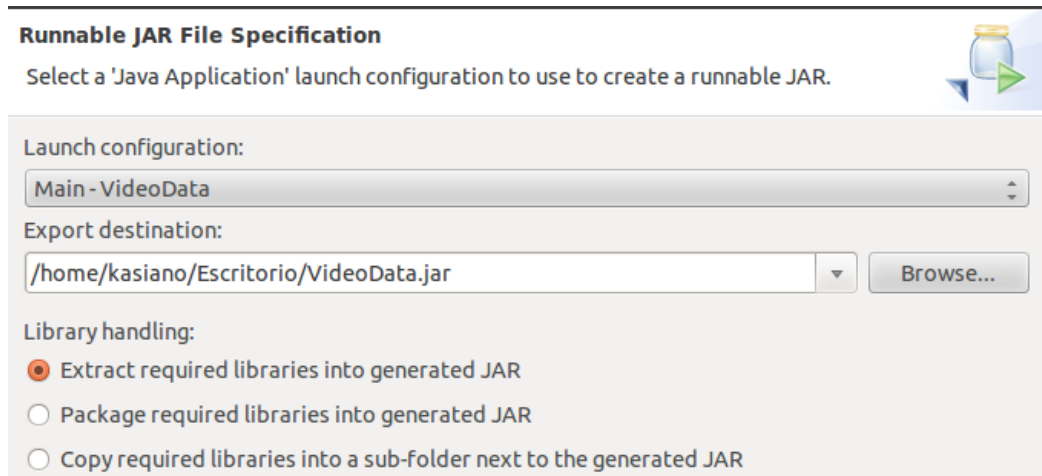 Runnable JAR File Specification
Select a 'Java Application' launch configuration to use to create a runnable JAR.
Launch configuration:
Main - VideoData
Export destination:
/home/kasiano/Escritorio/VideoData.jar
Browse...
Library handling:
Extract required libraries into generated JAR
Package required libraries into generated JAR
Copy required libraries into a sub-folder next to the generated JAR